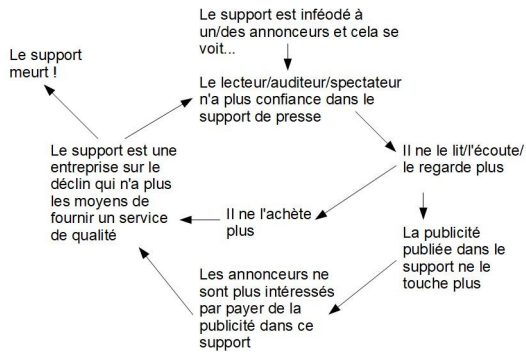 Le support est inféodé à
un/des annonceurs et cela se
voit...
Le support
meurt !
Le lecteur/auditeur/spectateur
n'a plus confiance dans le
support de presse
Il ne le lit/l'écoute/
le regarde plus
Le support est une
entreprise sur le
déclin qui n'a plus
les moyens de
fournir un service
de qualité
Il ne l'achète
plus
La publicité
publiée dans le
support ne le
touche plus
Les annonceurs ne
sont plus intéressés
par payer de la
publicité dans ce
support